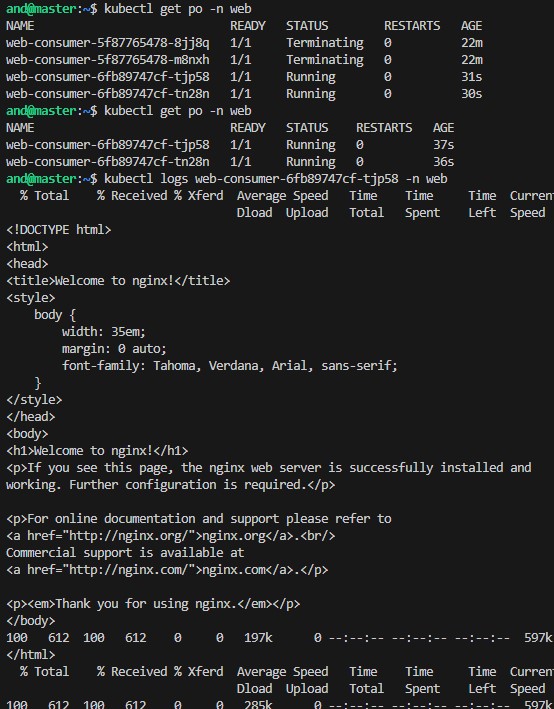 and@master:~$ kubectl get po -n web
NAME                            READY   STATUS        RESTARTS   AGE
web-consumer-5f87765478-8jj8q   1/1     Terminating   0          22m
web-consumer-5f87765478-m8nxh   1/1     Terminating   0          22m
web-consumer-6fb89747cf-tjp58   1/1     Running       0          31s
web-consumer-6fb89747cf-tn28n   1/1     Running       0          30s
and@master:~$ kubectl get po -n web
NAME                            READY   STATUS    RESTARTS   AGE
web-consumer-6fb89747cf-tjp58   1/1     Running   0          37s
web-consumer-6fb89747cf-tn28n   1/1     Running   0          36s
and@master:~$ kubectl logs web-consumer-6fb89747cf-tjp58 -n web
  % Total    % Received % Xferd  Average Speed   Time    Time     Time  Current
                                 Dload  Upload   Total   Spent    Left  Speed
<!DOCTYPE html>
<html>
<head>
<title>Welcome to nginx!</title>
<style>
    body {
        width: 35em;
        margin: 0 auto;
        font-family: Tahoma, Verdana, Arial, sans-serif;
    }
</style>
</head>
<body>
<h1>Welcome to nginx!</h1>
<p>If you see this page, the nginx web server is successfully installed and
working. Further configuration is required.</p>

<p>For online documentation and support please refer to
<a href="http://nginx.org/">nginx.org</a>.<br/>
Commercial support is available at
<a href="http://nginx.com/">nginx.com</a>.</p>

<p><em>Thank you for using nginx.</em></p>
</body>
100   612  100   612    0     0   197k      0 --:--:-- --:--:-- --:--:--  597k
</html>
  % Total    % Received % Xferd  Average Speed   Time    Time     Time  Current
                                 Dload  Upload   Total   Spent    Left  Speed
100   612  100   612    0     0   285k      0 --:--:-- --:--:-- --:--:--  597k